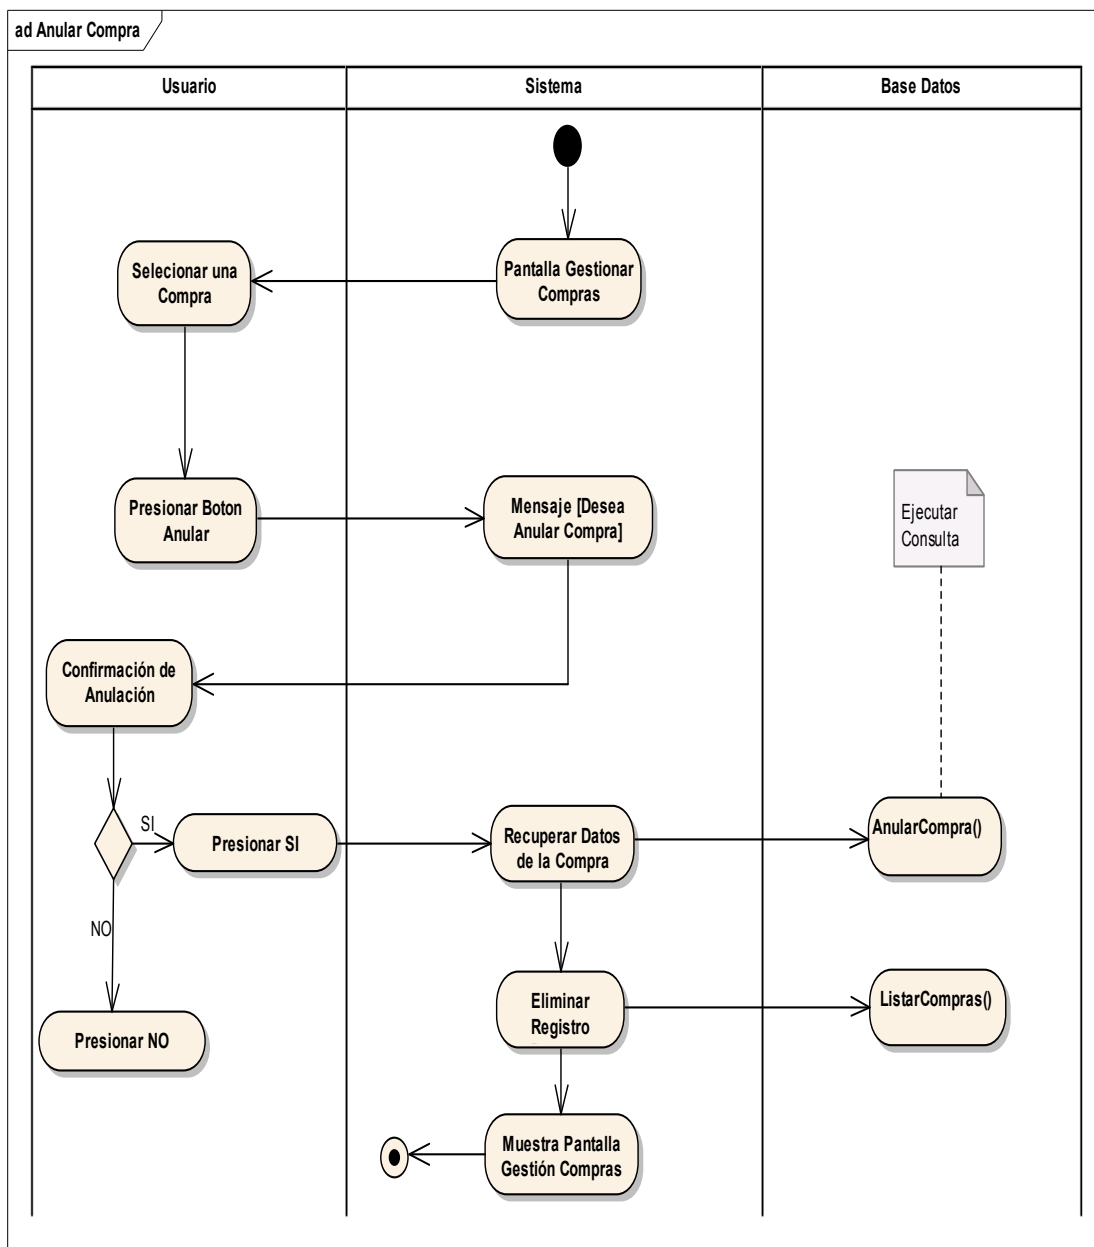 ad Anular Compra
Usuario
Sistema
Base Datos
Pantalla Gestionar
Compras
Selecionar una
Compra
Presionar Boton
Anular
Mensaje [Desea
Anular Compra]
Ejecutar
Consulta
Confirmación de
Anulación
SI
Presionar SI
Recuperar Datos
de la Compra
AnularCompra()
NO
Presionar NO
Eliminar
Registro
ListarCompras()
Muestra Pantalla
Gestión Compras